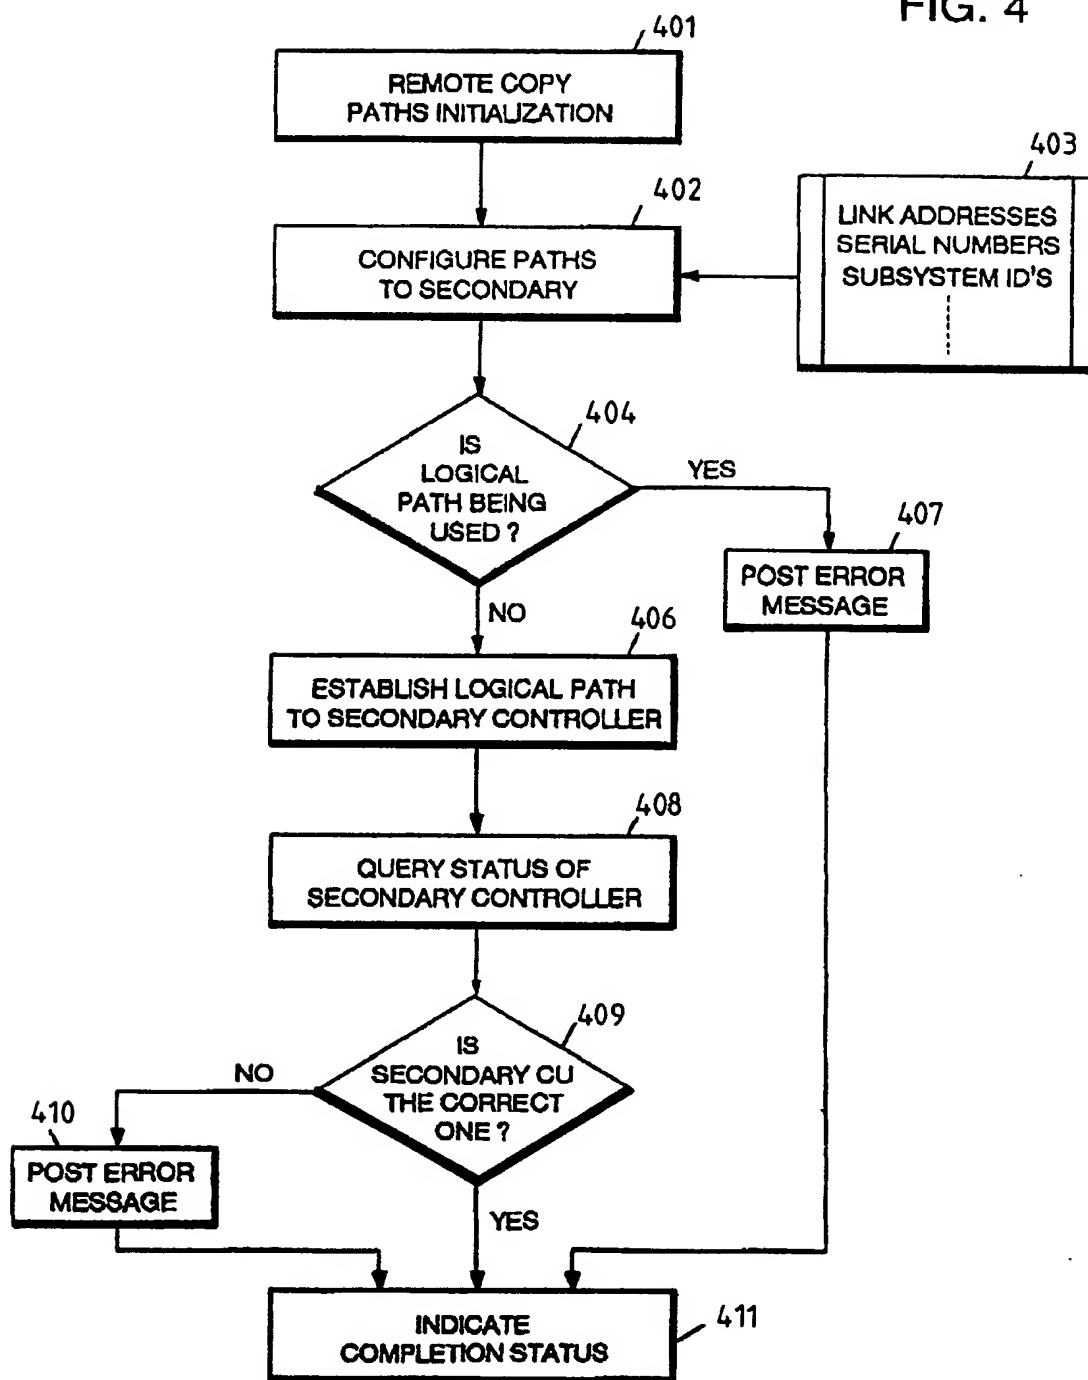 FIG. 4
401
REMOTE COPY
PATHS INITIALIZATION
402
CONFIGURE PATHS
TO SECONDARY
403
LINK ADDRESSES
SERIAL NUMBERS
SUBSYSTEM ID'S
404
IS
LOGICAL
PATH BEING
USED ?
YES
407
POST ERROR
MESSAGE
NO
406
ESTABLISH LOGICAL PATH
TO SECONDARY CONTROLLER
408
QUERY STATUS OF
SECONDARY CONTROLLER
409
IS
SECONDARY CU
THE CORRECT
ONE ?
NO
410
POST ERROR
MESSAGE
YES
INDICATE
COMPLETION STATUS
411